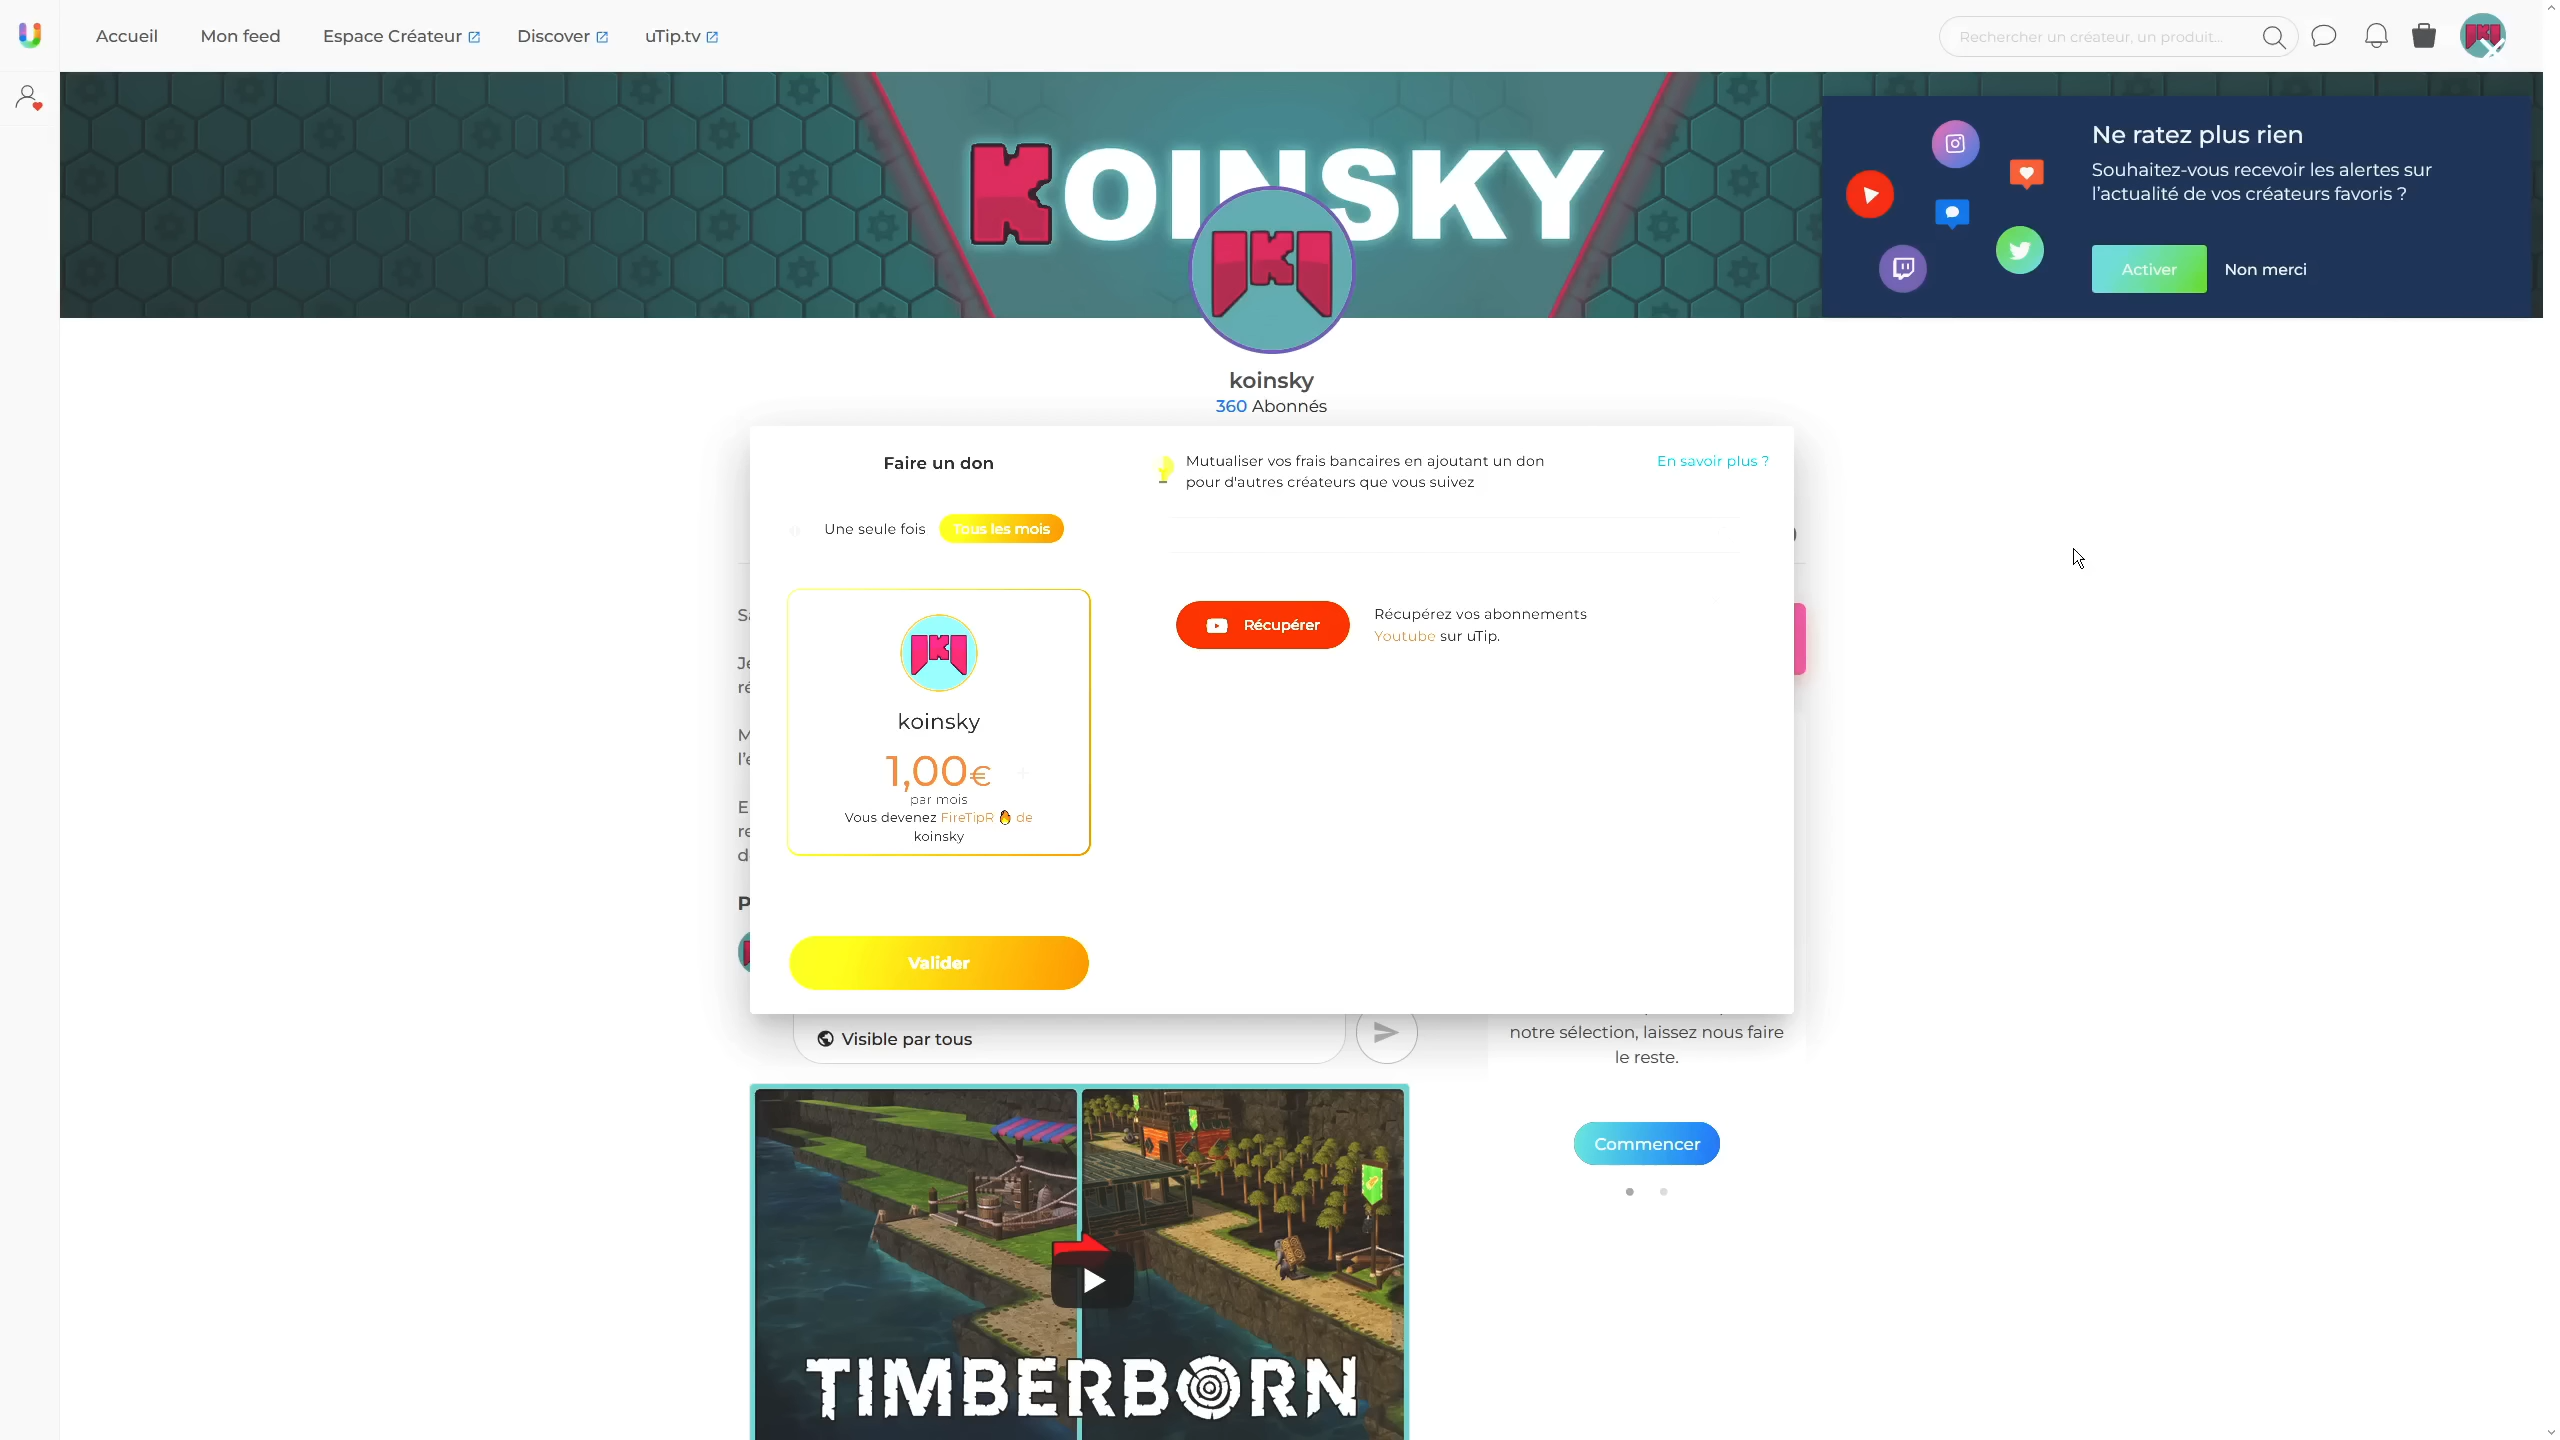 Accueil
Mon feed
Espace Créateur
Discover
uTip.tv
Rechercher un créateur, un produit...
KOINSKY
Ne ratez plus rien
Souhaitez-vous recevoir les alertes sur
l'actualité de vos créateurs favoris ?
Activer
Non merci
koinsky
360 Abonnés
Faire un don
Une seule fois
Tous les mois
koinsky
1,00€
par mois
Vous devenez FireTipR 🔥 de
koinsky
Valider
Mutualiser vos frais bancaires en ajoutant un don
pour d'autres créateurs que vous suivez
En savoir plus ?
Récupérer
Récupérez vos abonnements
Youtube sur uTip.
Visible par tous
notre sélection, laissez nous faire
le reste.
Commencer
TIMBERBORN